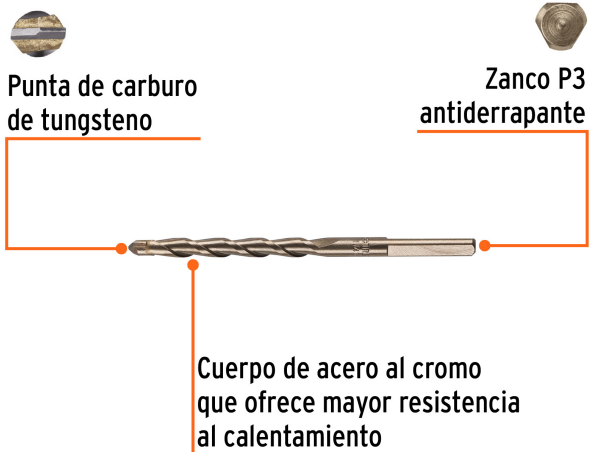 Punta de carburo
de tungsteno
Zanco P3
antiderrapante
Cuerpo de acero al cromo
que ofrece mayor resistencia
al calentamiento